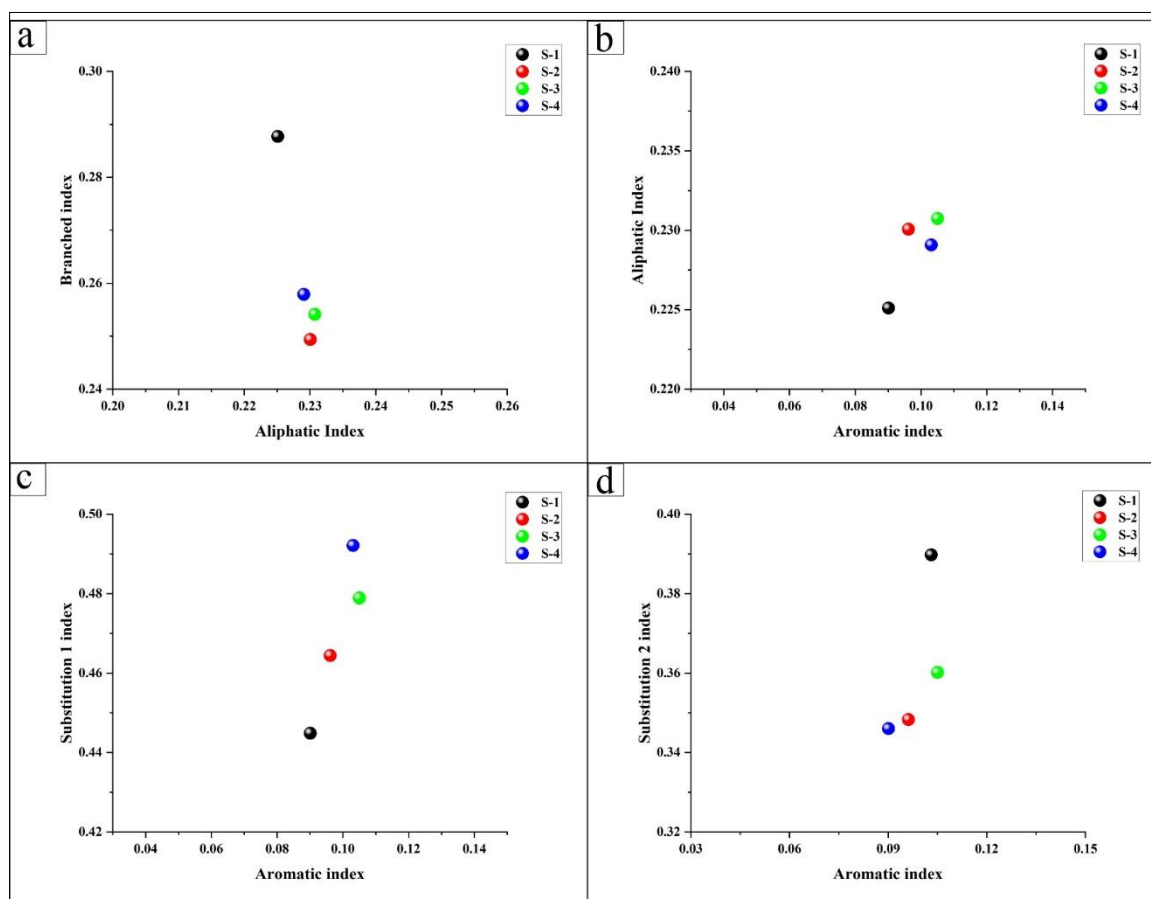 a
S-1
S-2
S-3
S-4
0.30
0.28
0.26
0.24
Branched index
0.20 0.21 0.22 0.23 0.24 0.25 0.26
Aliphatic Index
b
S-1
S-2
S-3
S-4
0.240
0.235
0.230
0.225
0.220
Aliphatic Index
0.04 0.06 0.08 0.10 0.12 0.14
Aromatic index
c
S-1
S-2
S-3
S-4
0.50
0.48
0.46
0.44
0.42
Substitution 1 index
0.04 0.06 0.08 0.10 0.12 0.14
Aromatic index
d
S-1
S-2
S-3
S-4
0.40
0.38
0.36
0.34
0.32
Substitution 2 index
0.03 0.06 0.09 0.12 0.15
Aromatic index